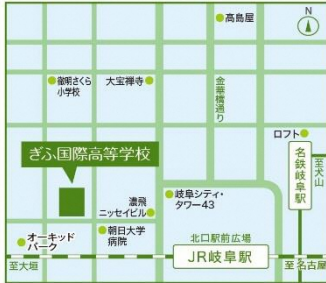 N
高島屋
徹明さくら
小学校
大宝禅寺
金華橋通り
ロフト
ぎふ国際高等学校
名鉄岐阜駅
至犬山
濃飛
ニッセイビル
岐阜シティ・
タワー43
オーキッド
パーク
朝日大学
病院
北口駅前広場
至大垣
JR岐阜駅
至名古屋